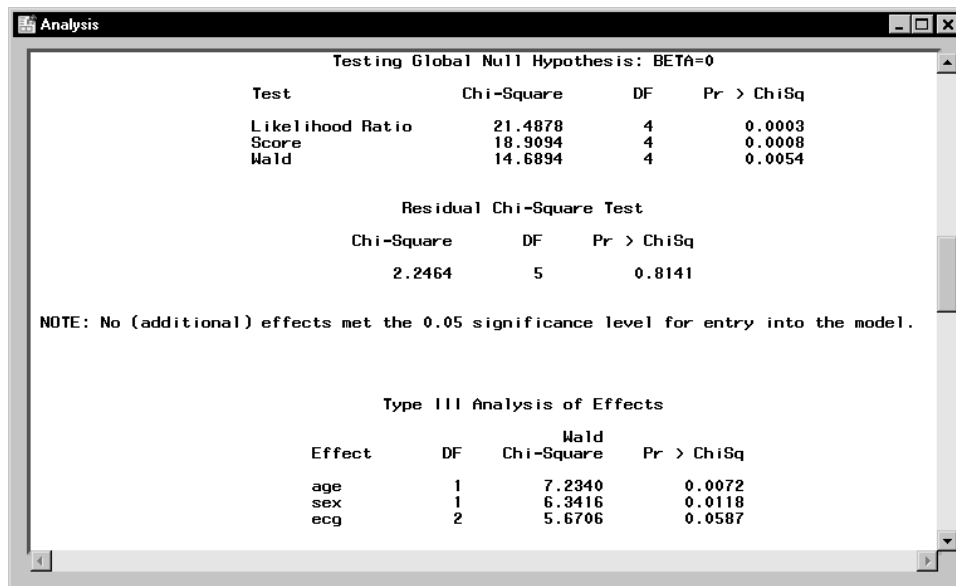 Analysis
Testing Global Null Hypothesis: BETA=0
Test Chi-Square DF Pr > ChiSq
Likelihood Ratio 21.4878 4 0.0003
Score 18.9094 4 0.0008
Wald 14.6894 4 0.0054
Residual Chi-Square Test
Chi-Square DF Pr > ChiSq
2.2464 5 0.8141
NOTE: No (additional) effects met the 0.05 significance level for entry into the model.
Type III Analysis of Effects
Wald
Effect DF Chi-Square Pr > ChiSq
age 1 7.2340 0.0072
sex 1 6.3416 0.0118
ecg 2 5.6706 0.0587